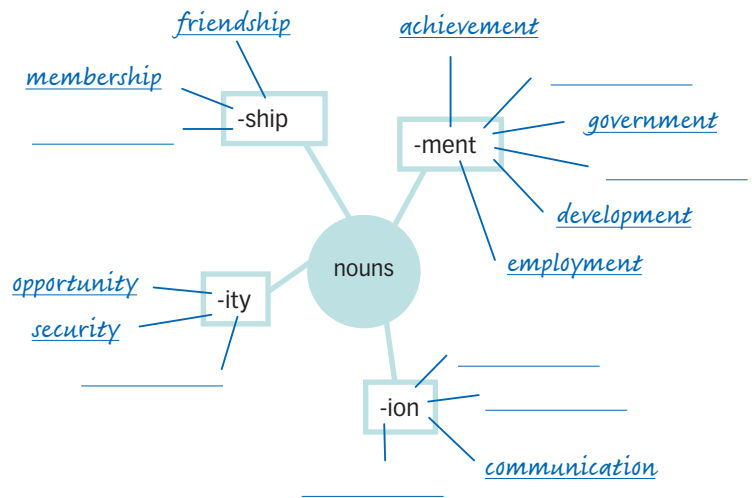 friendship
achievement
membership
-ship
government
-ment
development
employment
nouns
opportunity
-ity
security
-ion
communication